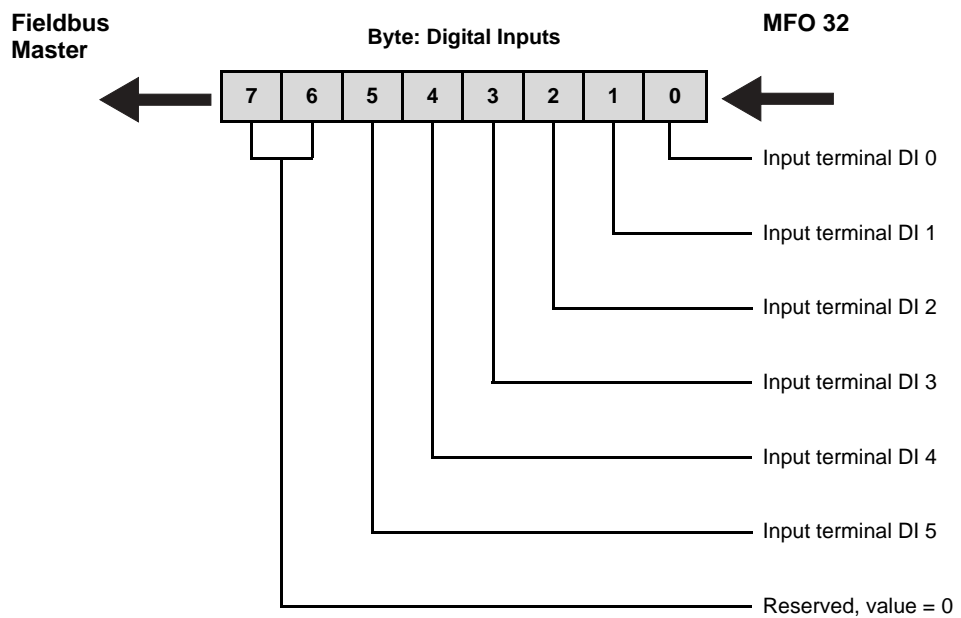 Fieldbus
Master
Byte: Digital Inputs
MFO 32
7 6 5 4 3 2 1 0
Input terminal DI 0
Input terminal DI 1
Input terminal DI 2
Input terminal DI 3
Input terminal DI 4
Input terminal DI 5
Reserved, value = 0